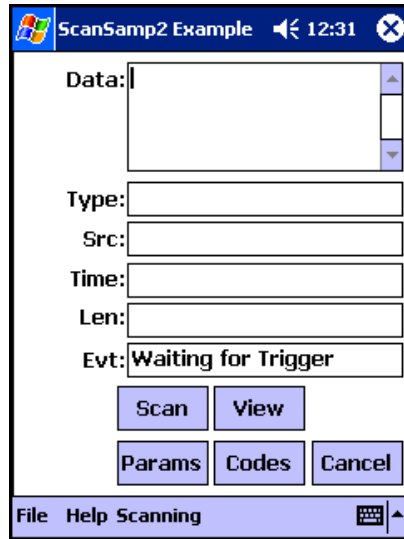 ScanSamp2 Example 12:31
Data:
Type:
Src:
Time:
Len:
Evt: Waiting for Trigger
Scan View
Params Codes Cancel
File Help Scanning